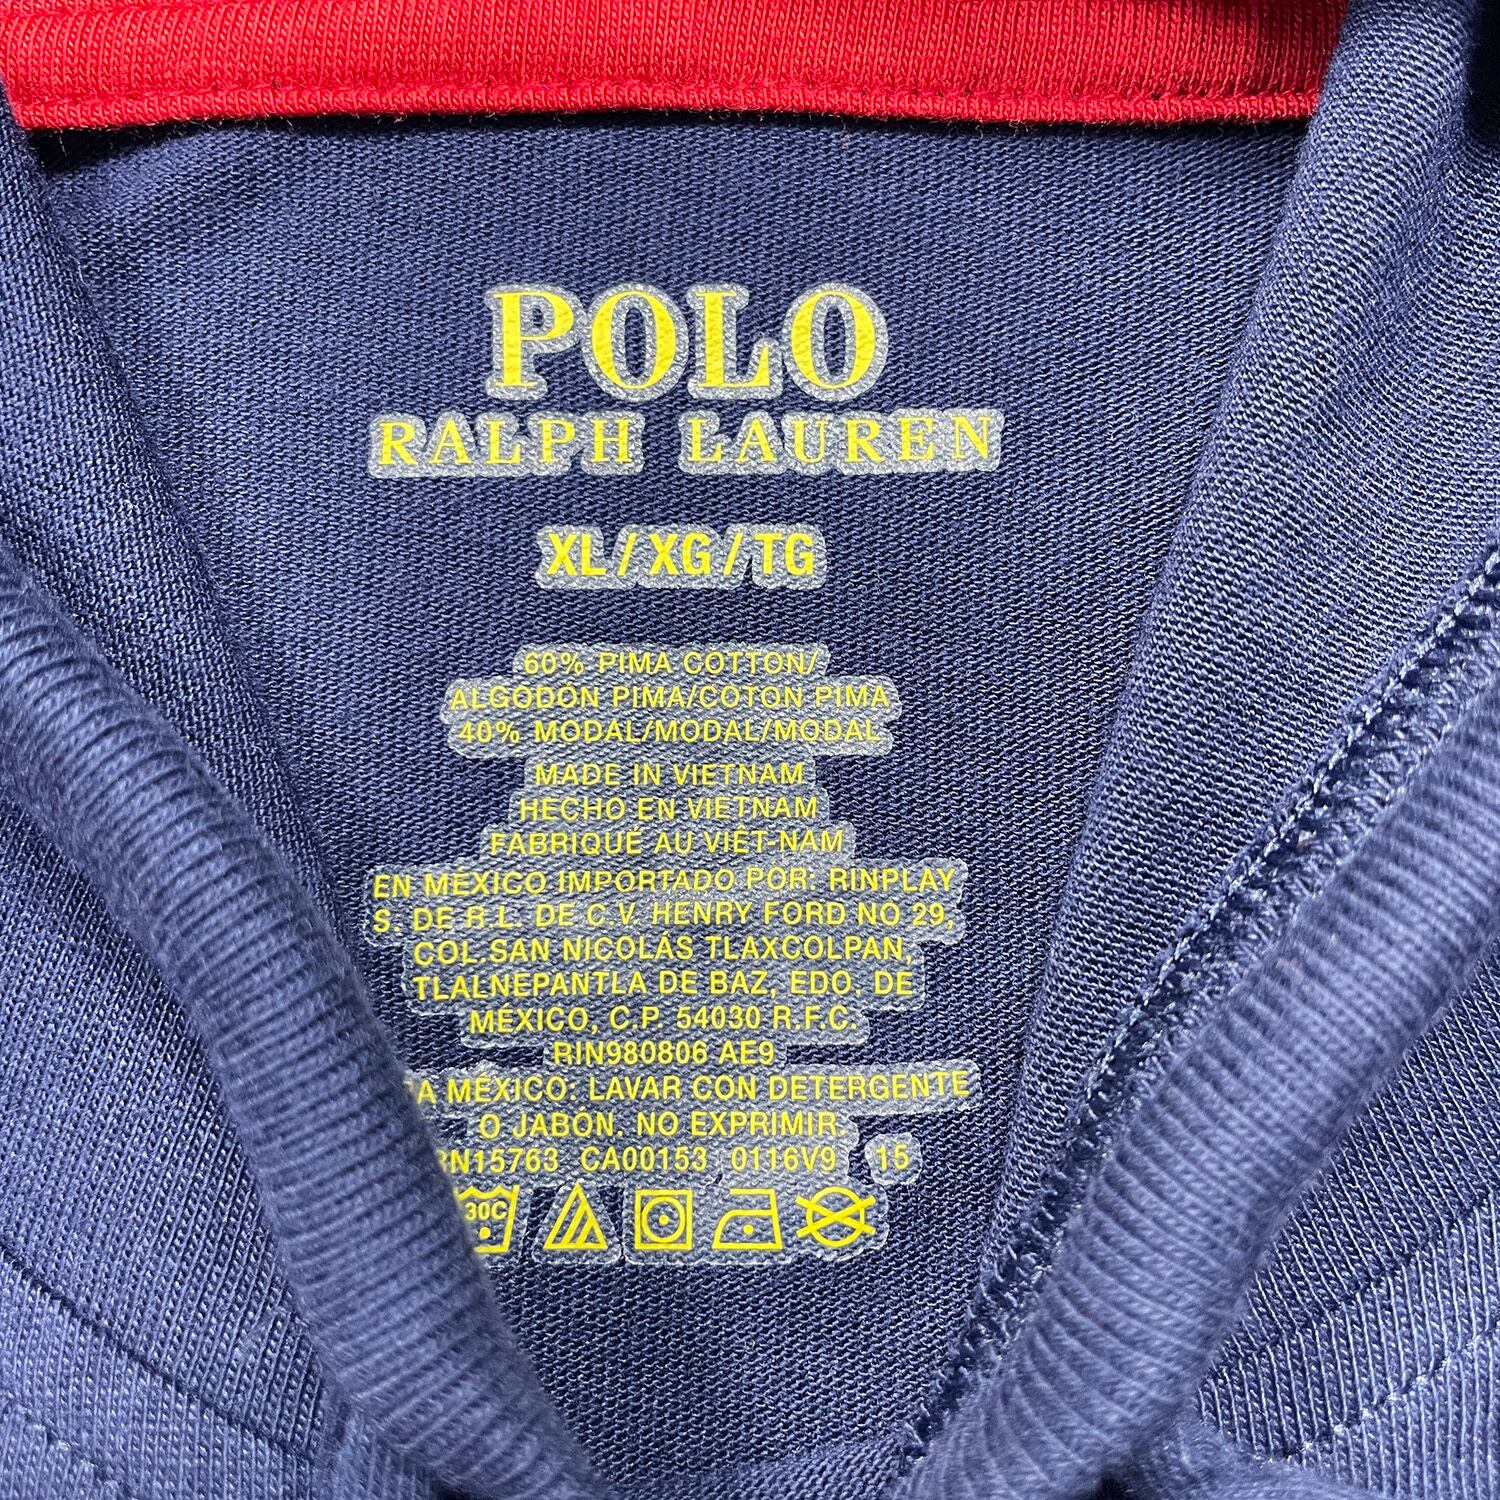 POLO
RALPH LAUREN
XL/XG/TG
60% PIMA COTTON/
ALGODÓN PIMA/COTON PIMA
40% MODAL/MODAL/MODAL
MADE IN VIETNAM
HECHO EN VIETNAM
FABRIQUÉ AU VIÊT-NAM
EN MÉXICO IMPORTADO POR: RINPLAY
S. DE R.L. DE C.V. HENRY FORD NO 29,
COL.SAN NICOLÁS TLAXCOLPAN,
TLALNEPANTLA DE BAZ, EDO. DE
MÉXICO, C.P. 54030 R.F.C.
RIN980806 AE9
A MÉXICO: LAVAR CON DETERGENTE
O JABÓN. NO EXPRIMIR.
N15763 CA00153 0116V9 15
30C